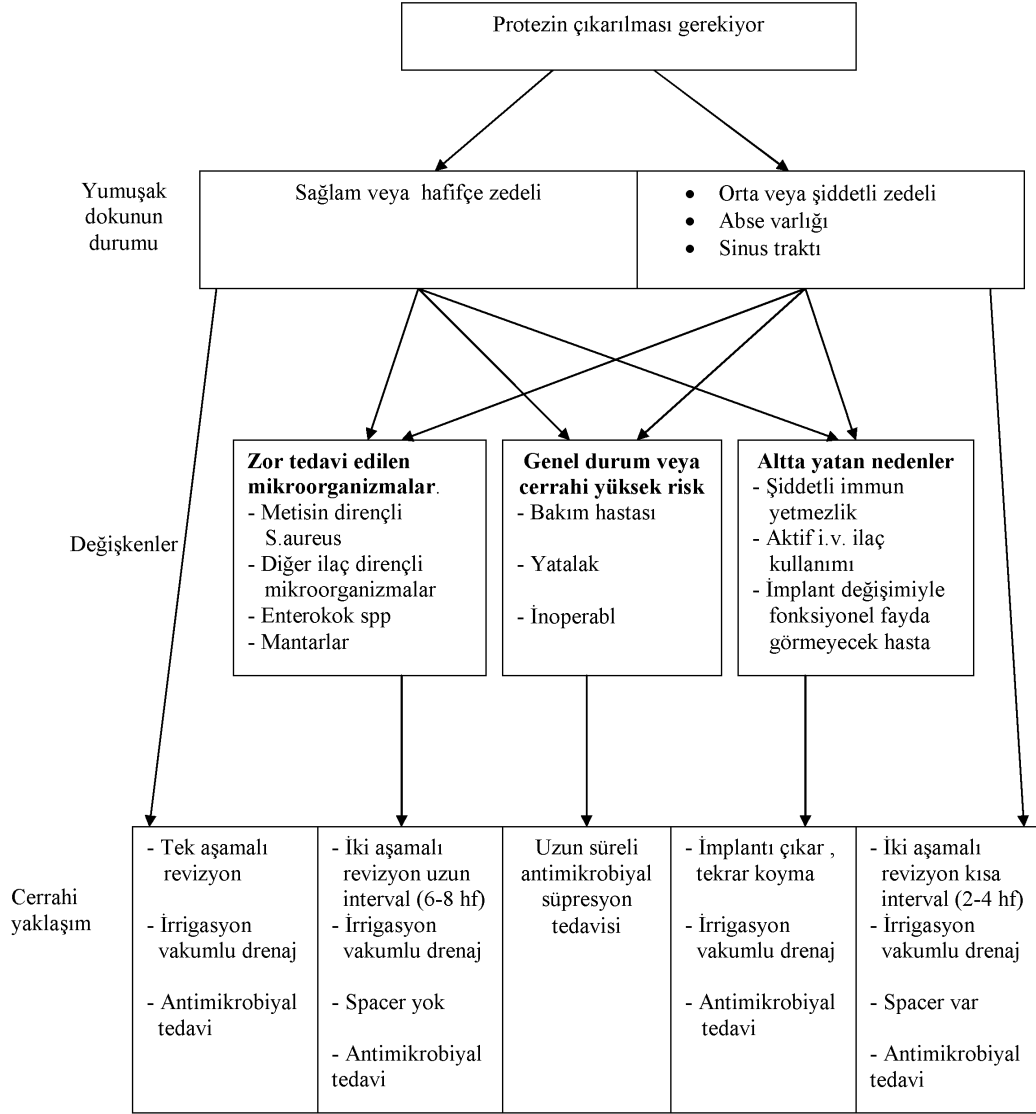 Protezin çıkarılması gerekiyor
Yumuşak
dokunun
durumu
Sağlam veya hafifçe zedeli
• Orta veya şiddetli zedeli
• Abse varlığı
• Sinus traktı
Değişkenler
Zor tedavi edilen
mikroorganizmalar.
- Metisin dirençli
S.aureus
- Diğer ilaç dirençli
mikroorganizmalar
- Enterokok spp
- Mantarlar
Genel durum veya
cerrahi yüksek risk
- Bakım hastası
- Yatalak
- İnoperabl
Altta yatan nedenler
- Şiddetli immun
yetmezlik
- Aktif i.v. ilaç
kullanımı
- İmplant değişimiyle
fonksiyonel fayda
görmeyecek hasta
Cerrahi
yaklaşım
- Tek aşamalı
revizyon
- İrrigasyon
vakumlu drenaj
- Antimikrobiyal
tedavi
- İki aşamalı
revizyon uzun
interval (6-8 hf)
- İrrigasyon
vakumlu drenaj
- Spacer yok
- Antimikrobiyal
tedavi
Uzun süreli
antimikrobiyal
süpresyon
tedavisi
- İmplantı çıkar ,
tekrar koyma
- İrrigasyon
vakumlu drenaj
- Antimikrobiyal
tedavi
- İki aşamalı
revizyon kısa
interval (2-4 hf)
- İrrigasyon
vakumlu drenaj
- Spacer var
- Antimikrobiyal
tedavi